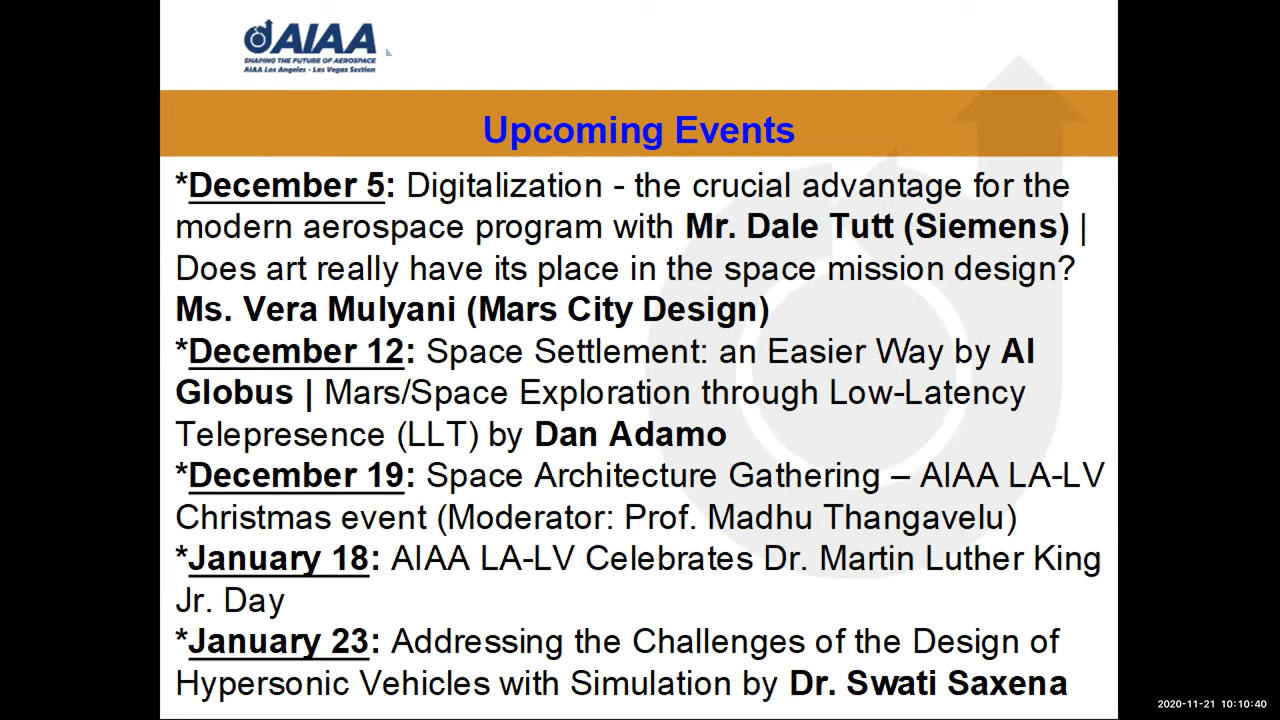 AIAA
SHAPING THE FUTURE OF AEROSPACE
AIAA Los Angeles - Las Vegas Section
Upcoming Events
*December 5: Digitalization - the crucial advantage for the
modern aerospace program with Mr. Dale Tutt (Siemens) |
Does art really have its place in the space mission design?
Ms. Vera Mulyani (Mars City Design)
*December 12: Space Settlement: an Easier Way by Al
Globus | Mars/Space Exploration through Low-Latency
Telepresence (LLT) by Dan Adamo
*December 19: Space Architecture Gathering – AIAA LA-LV
Christmas event (Moderator: Prof. Madhu Thangavelu)
*January 18: AIAA LA-LV Celebrates Dr. Martin Luther King
Jr. Day
*January 23: Addressing the Challenges of the Design of
Hypersonic Vehicles with Simulation by Dr. Swati Saxena
2020-11-21 10:10:40